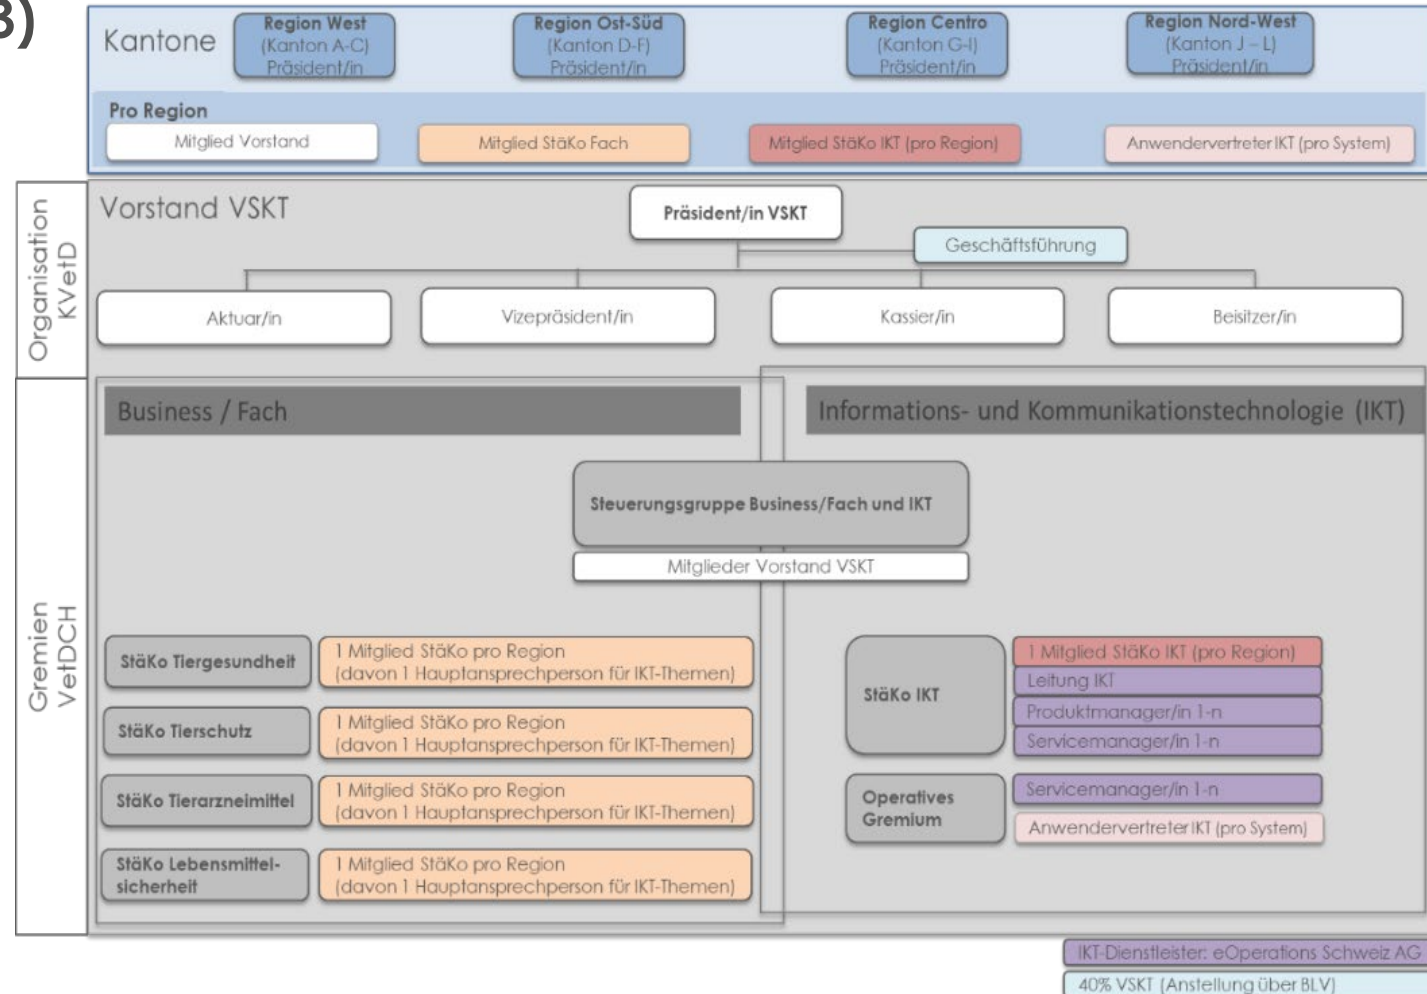 3)
Kantone
Region West
(Kanton A-C)
Präsident/in
Region Ost-Süd
(Kanton D-F)
Präsident/in
Region Centro
(Kanton G-I)
Präsident/in
Region Nord-West
(Kanton J – L)
Präsident/in
Pro Region
Mitglied Vorstand
Mitglied StäKo Fach
Mitglied StäKo IKT (pro Region)
Anwendervertreter IKT (pro System)
Organisation
KVetD
Vorstand VSKT
Präsident/in VSKT
Geschäftsführung
Aktuar/in
Vizepräsident/in
Kassier/in
Beisitzer/in
Gremien
VetDCH
Business / Fach
Informations- und Kommunikationstechnologie (IKT)
Steuerungsgruppe Business/Fach und IKT
Mitglieder Vorstand VSKT
StäKo Tiergesundheit
1 Mitglied StäKo pro Region
(davon 1 Hauptansprechperson für IKT-Themen)
StäKo Tierschutz
1 Mitglied StäKo pro Region
(davon 1 Hauptansprechperson für IKT-Themen)
StäKo Tierarzneimittel
1 Mitglied StäKo pro Region
(davon 1 Hauptansprechperson für IKT-Themen)
StäKo Lebensmittel-
sicherheit
1 Mitglied StäKo pro Region
(davon 1 Hauptansprechperson für IKT-Themen)
StäKo IKT
1 Mitglied StäKo IKT (pro Region)
Leitung IKT
Produktmanager/in 1-n
Servicemanager/in 1-n
Operatives
Gremium
Servicemanager/in 1-n
Anwendervertreter IKT (pro System)
IKT-Dienstleister: eOperations Schweiz AG
40% VSKT (Anstellung über BLV)